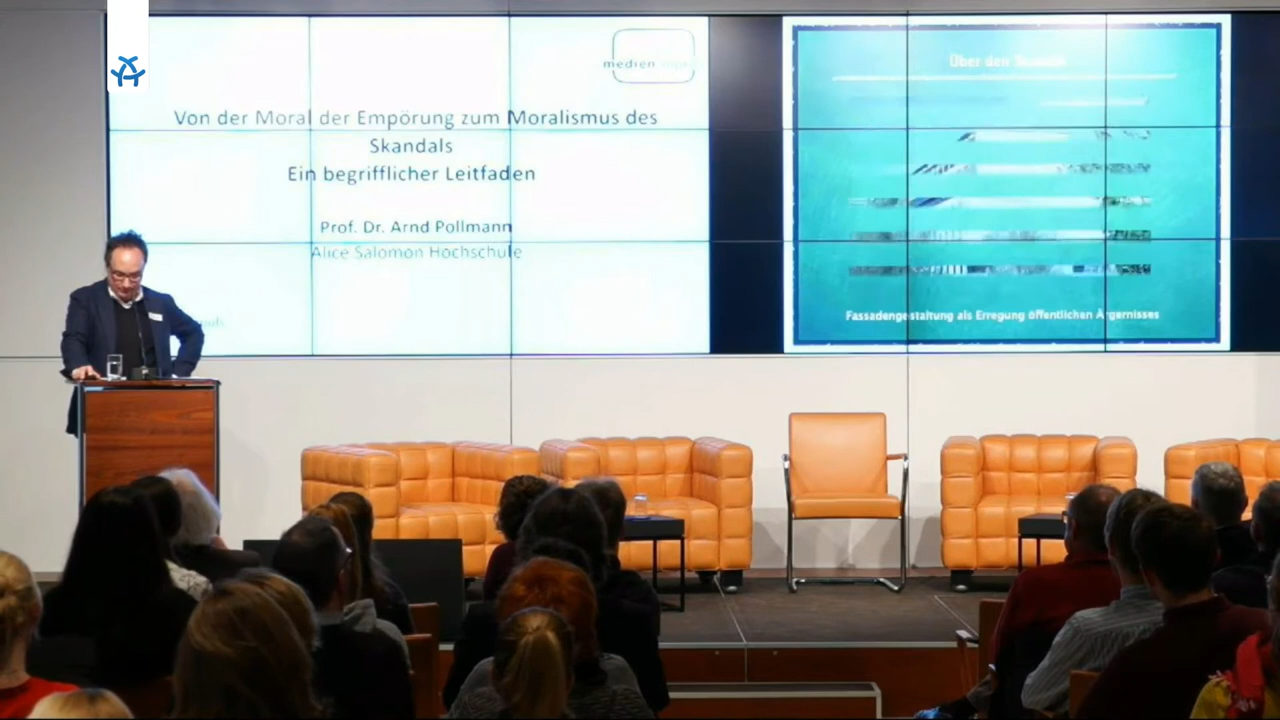 medien
Von der Moral der Empörung zum Moralismus des
Skandals
Ein begrifflicher Leitfaden
Prof. Dr. Arnd Pollmann
Alice Salomon Hochschule
Über den Skandal
Fassadengestaltung als Erregung öffentlichen Ärgernisses